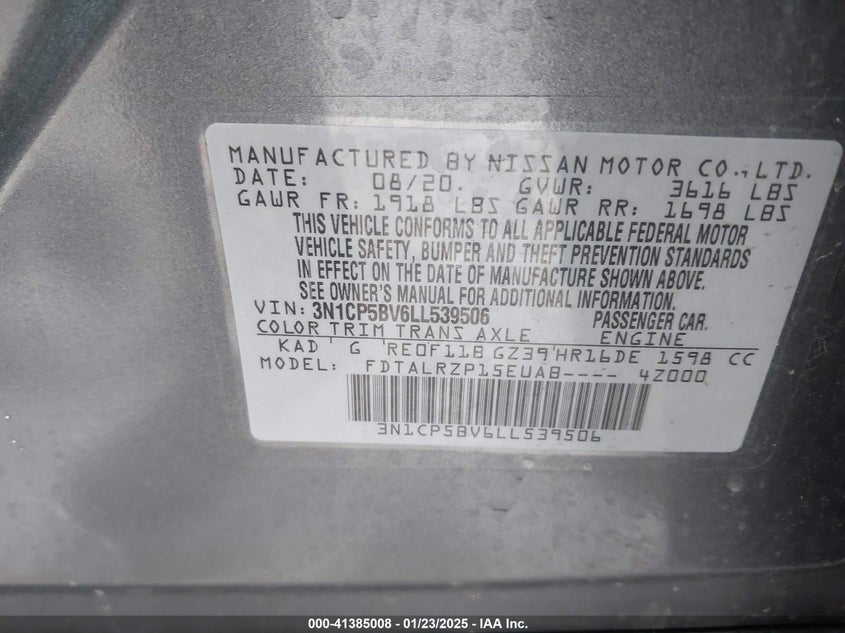 MANUFACTURED BY NISSAN MOTOR CO.,LTD.
DATE: 08/20. GVWR: 3616 LBS
GAWR FR: 1918 LBS GAWR RR: 1698 LBS
THIS VEHICLE CONFORMS TO ALL APPLICABLE FEDERAL MOTOR
VEHICLE SAFETY, BUMPER AND THEFT PREVENTION STANDARDS
IN EFFECT ON THE DATE OF MANUFACTURE SHOWN ABOVE.
SEE OWNER'S MANUAL FOR ADDITIONAL INFORMATION.
VIN: 3N1CP5BV6LL539506 PASSENGER CAR.
COLOR TRIM TRANS AXLE ENGINE
KAD G RE0F11B GZ39 HR16DE 1598 CC
MODEL: FDTALRZP15EUAB---- 4Z000
3N1CP5BV6LL539506
000-41385008 - 01/23/2025 - IAA Inc.